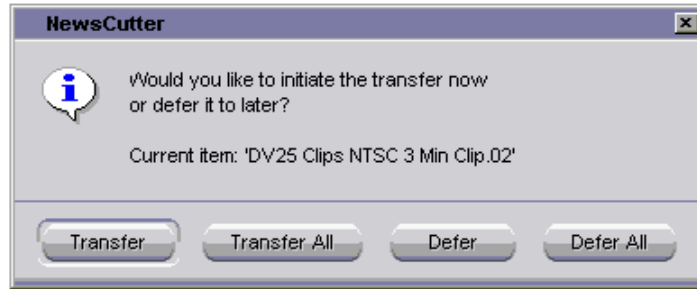 NewsCutter
Would you like to initiate the transfer now
or defer it to later?
Current item: 'DV25 Clips NTSC 3 Min Clip.02'
Transfer
Transfer All
Defer
Defer All